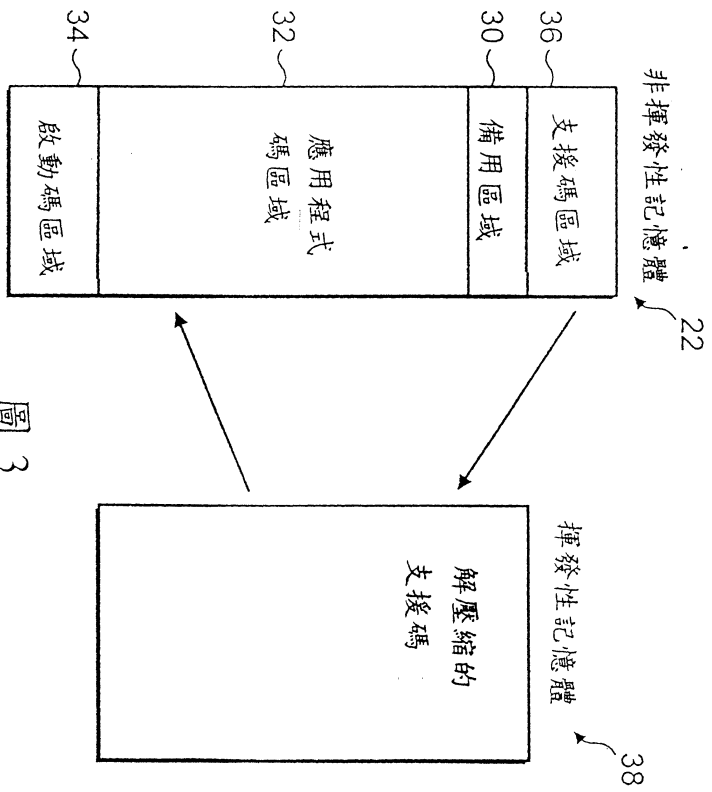 非揮發性記憶體
22
36
支援碼區域
30
備用區域
32
應用程式
碼區域
34
啟動碼區域
揮發性記憶體
38
解壓縮的
支援碼
圖3